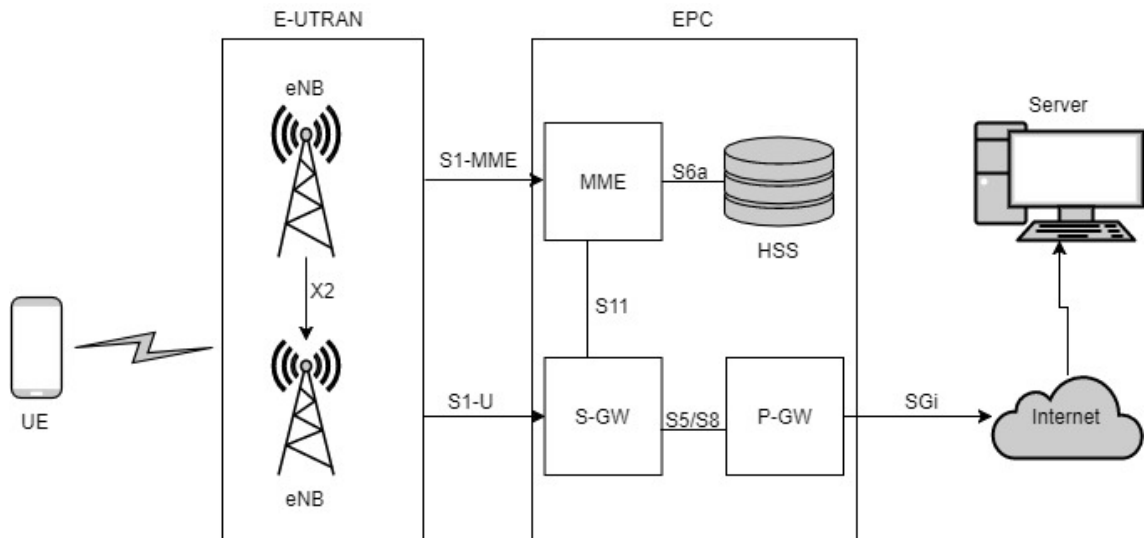 E-UTRAN
EPC
eNB
Server
S1-MME
MME
S6a
HSS
X2
S11
UE
S1-U
S-GW
S5/S8
P-GW
SGi
Internet
eNB